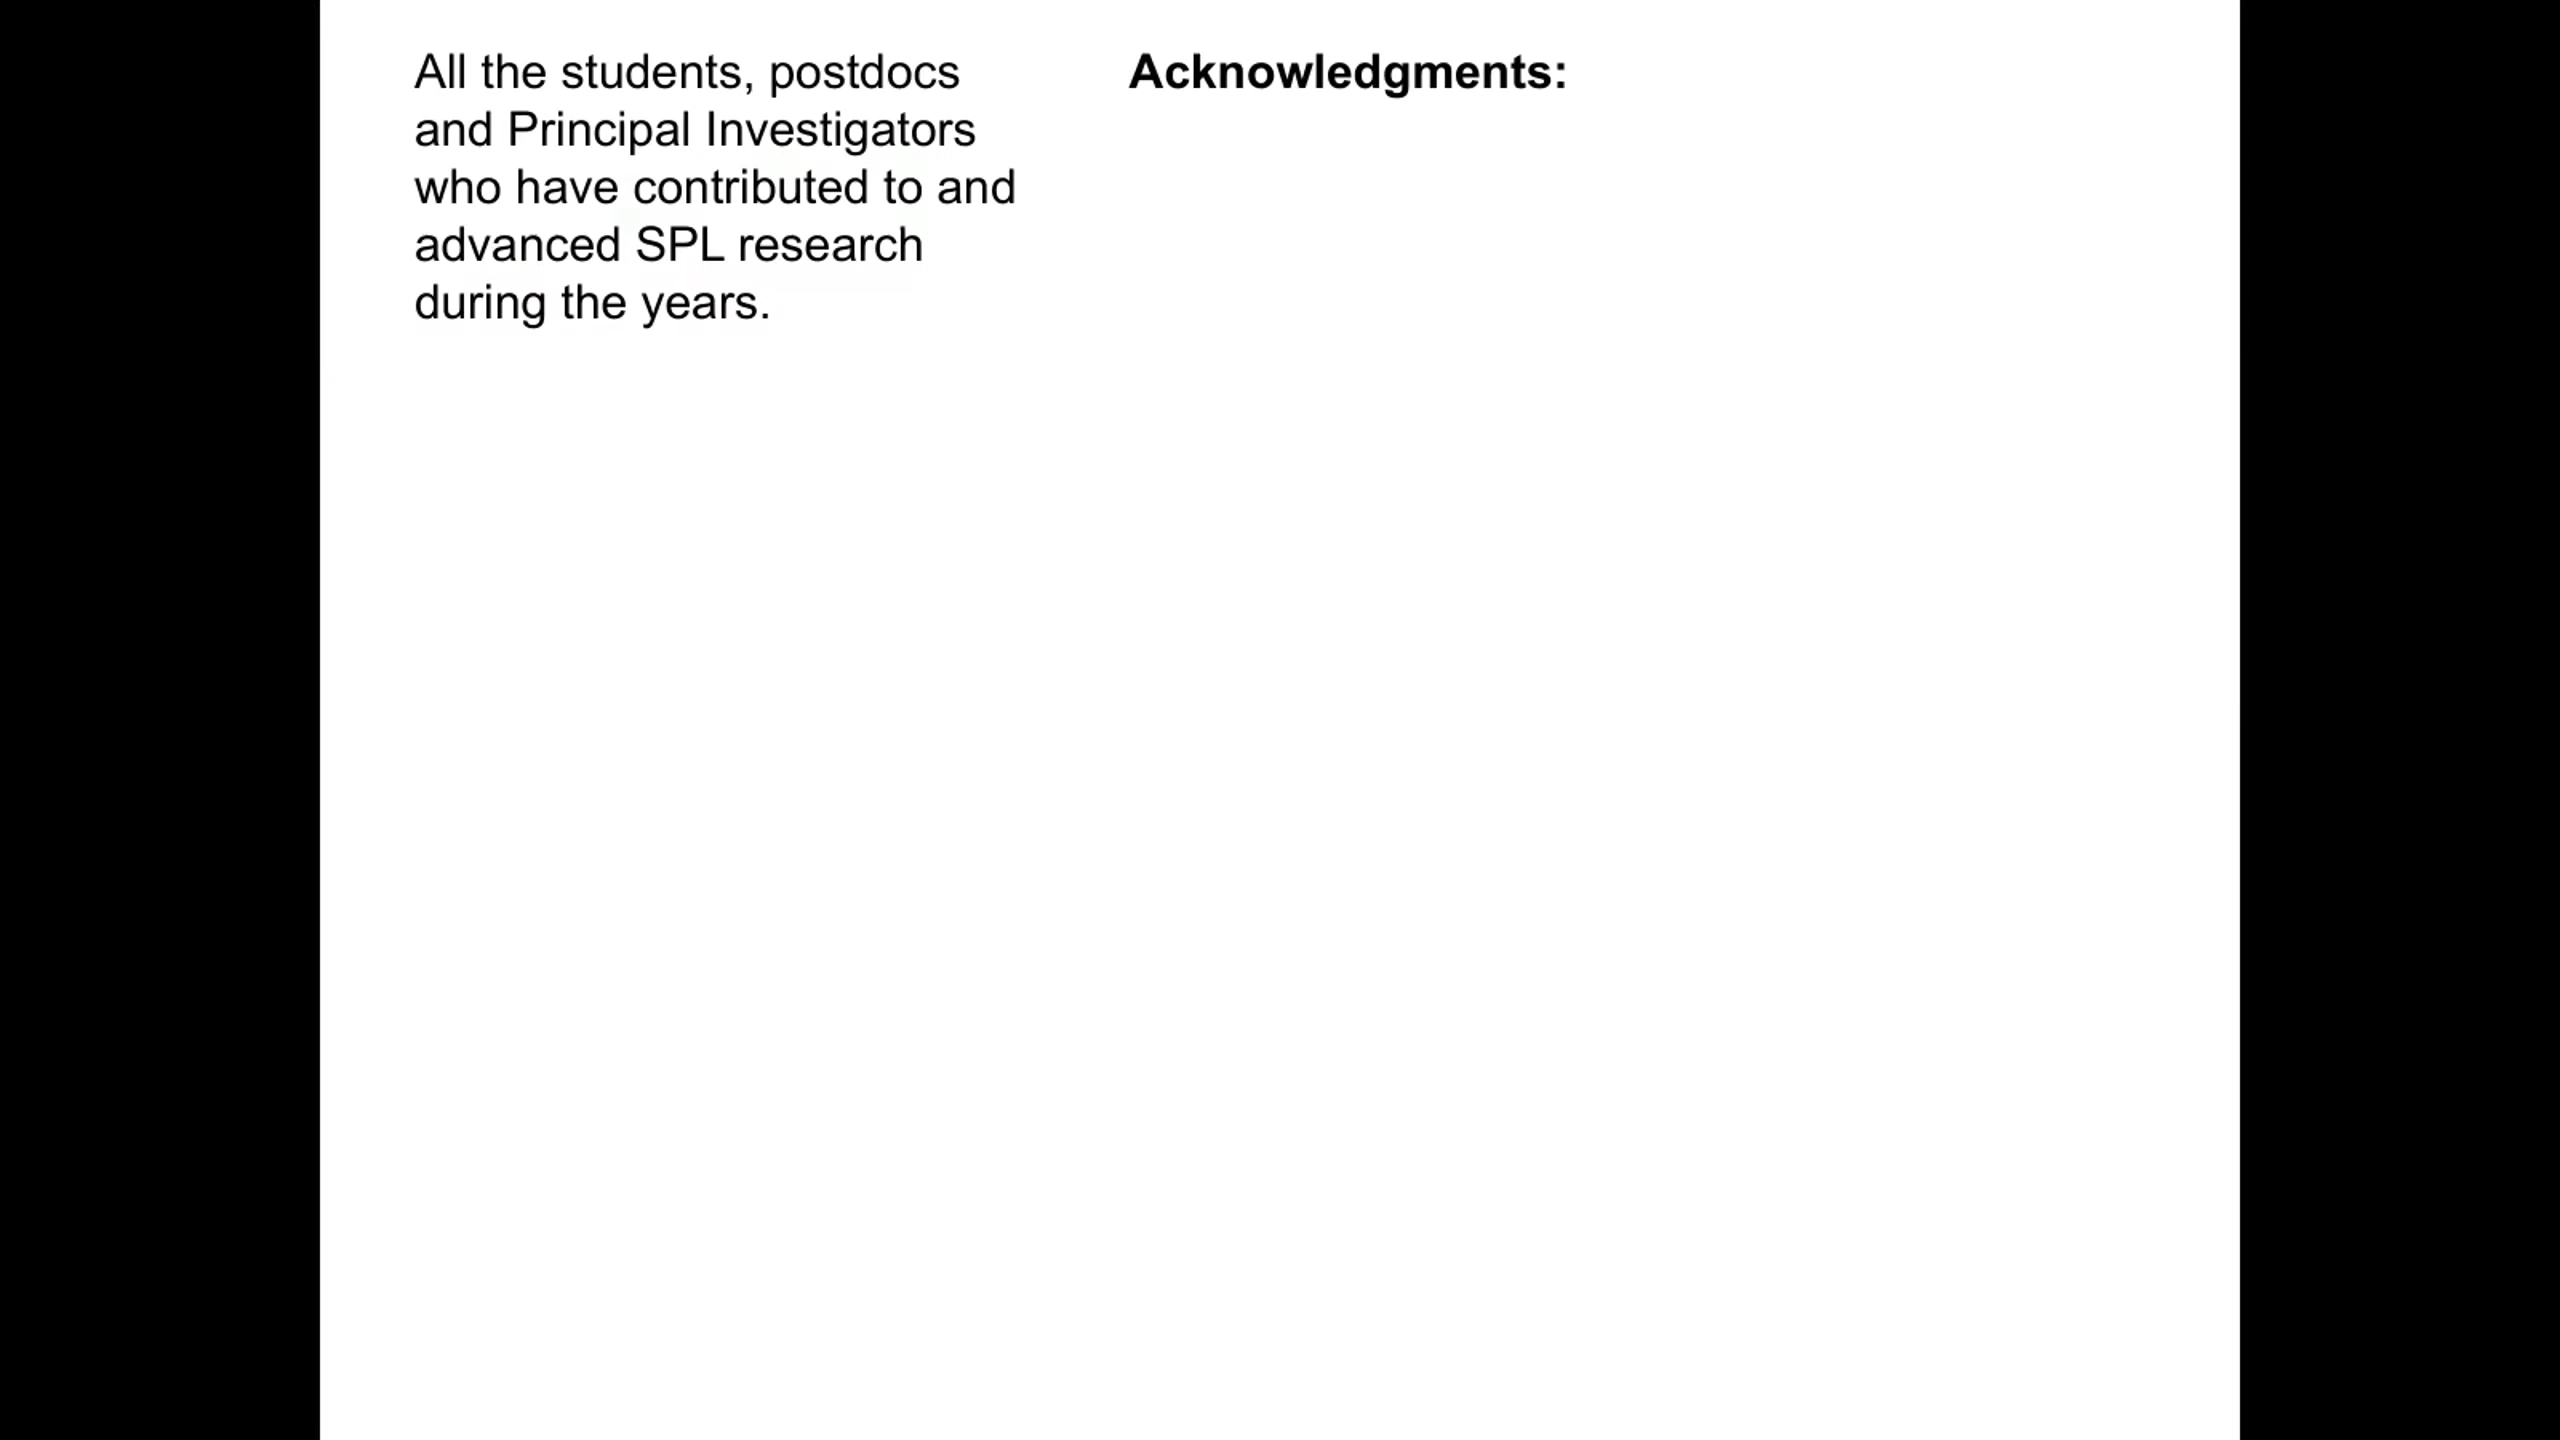 All the students, postdocs
and Principal Investigators
who have contributed to and
advanced SPL research
during the years.
Acknowledgments: